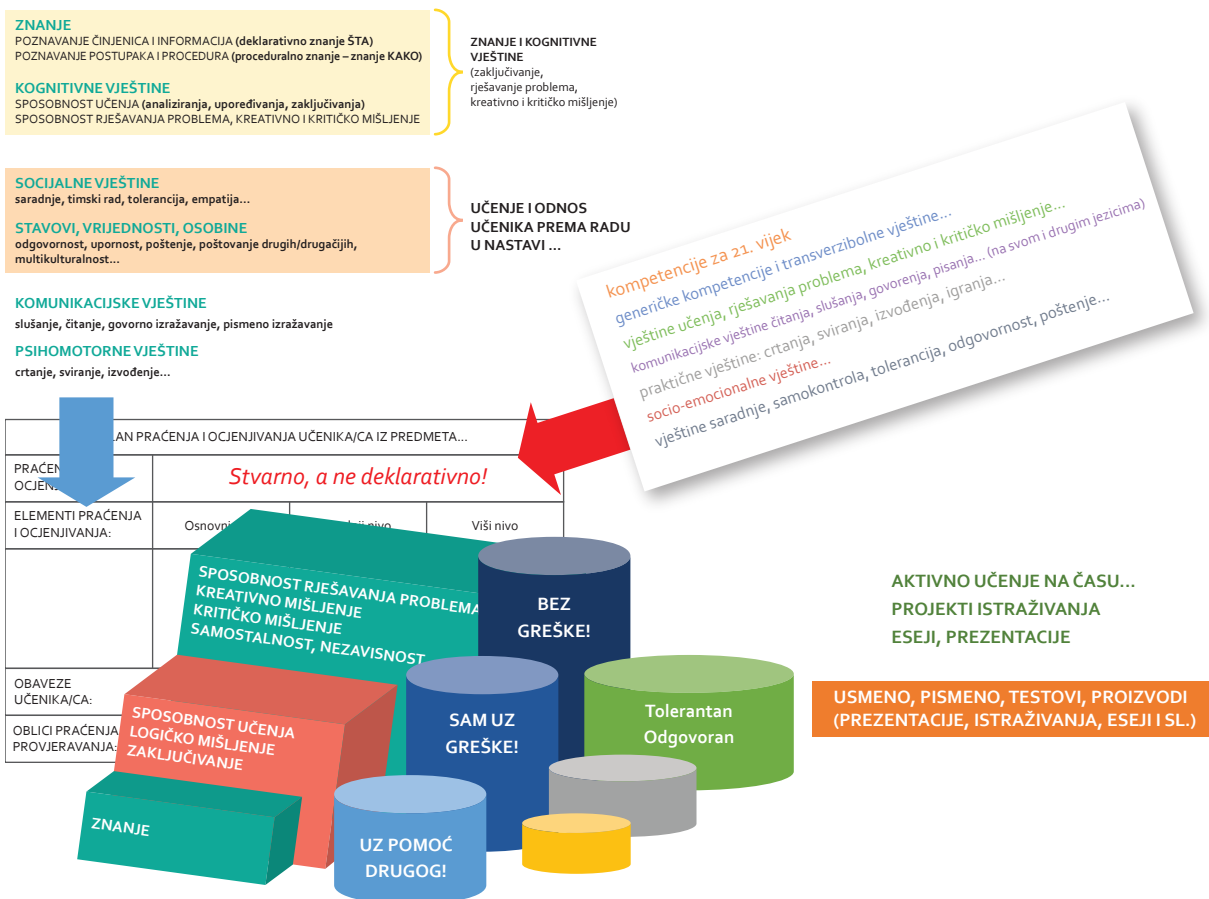 ZNANJE
POZNAVANJE ČINJENICA I INFORMACIJA (deklarativno znanje ŠTA)
POZNAVANJE POSTUPAKA I PROCEDURA (proceduralno znanje – znanje KAKO)
KOGNITIVNE VJEŠTINE
SPOSOBNOST UČENJA (analiziranja, upoređivanja, zaključivanja)
SPOSOBNOST RJEŠAVANJA PROBLEMA, KREATIVNO I KRITIČKO MIŠLJENJE
ZNANJE I KOGNITIVNE
VJEŠTINE
(zaključivanje,
rješavanje problema,
kreativno i kritičko mišljenje)
SOCIJALNE VJEŠTINE
saradnje, timski rad, tolerancija, empatija...
STAVOVI, VRIJEDNOSTI, OSOBINE
odgovornost, upornost, poštenje, poštovanje drugih/drugačijih,
multikulturalnost...
UČENJE I ODNOS
UČENIKA PREMA RADU
U NASTAVI ...
KOMUNIKACIJSKE VJEŠTINE
slušanje, čitanje, govorno izražavanje, pismeno izražavanje
PSIHOMOTORNE VJEŠTINE
crtanje, sviranje, izvođenje...
kompetencije za 21. vijek
generičke kompetencije i transverzibolne vještine...
vještine učenja, rješavanja problema, kreativno i kritičko mišljenje...
komunikacijske vještine čitanja, slušanja, govorenja, pisanja... (na svom i drugim jezicima)
praktične vještine: crtanja, sviranja, izvođenja, igranja...
socio-emocionalne vještine...
vještine saradnje, samokontrola, tolerancija, odgovornost, poštenje...
PRAĆENJA I OCJENJIVANJA UČENIKA/CA IZ PREDMETA...
Stvarno, a ne deklarativno!
ELEMENTI PRAĆENJA
I OCJENJIVANJA:
nivo
Viši nivo
OBAVEZE
UČENIKA/CA:
OBLICI PRAĆENJA
PROVJERAVANJA:
SPOSOBNOST RJEŠAVANJA PROBLEMA
KREATIVNO MIŠLJENJE
KRITIČKO MIŠLJENJE
SAMOSTALNOST, NEZAVISNOST
SPOSOBNOST UČENJA
LOGIČKO MIŠLJENJE
ZAKLJUČIVANJE
ZNANJE
BEZ
GREŠKE!
SAM UZ
GREŠKE!
UZ POMOĆ
DRUGOG!
Tolerantan
Odgovoran
AKTIVNO UČENJE NA ČASU...
PROJEKTI ISTRAŽIVANJA
ESEJI, PREZENTACIJE
USMENO, PISMENO, TESTOVI, PROIZVODI
(PREZENTACIJE, ISTRAŽIVANJA, ESEJI I SL.)